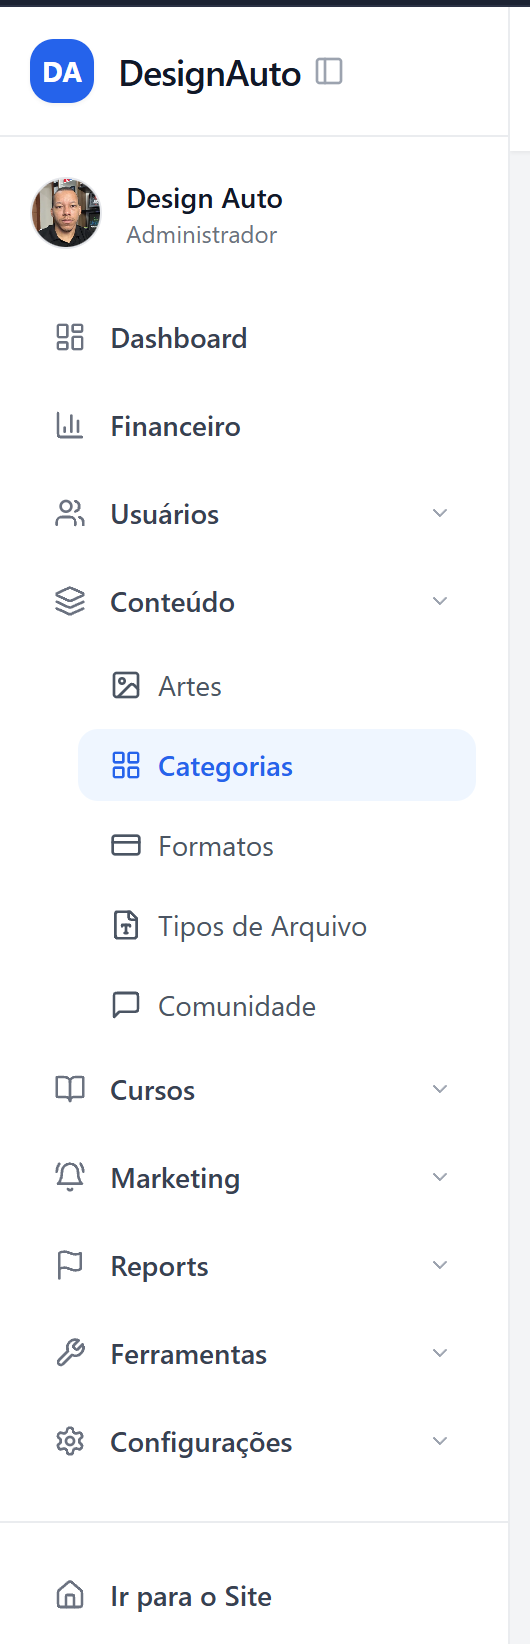 DA DesignAuto
Design Auto
Administrador
Dashboard
Financeiro
Usuários
Conteúdo
Artes
Categorias
Formatos
Tipos de Arquivo
Comunidade
Cursos
Marketing
Reports
Ferramentas
Configurações
Ir para o Site